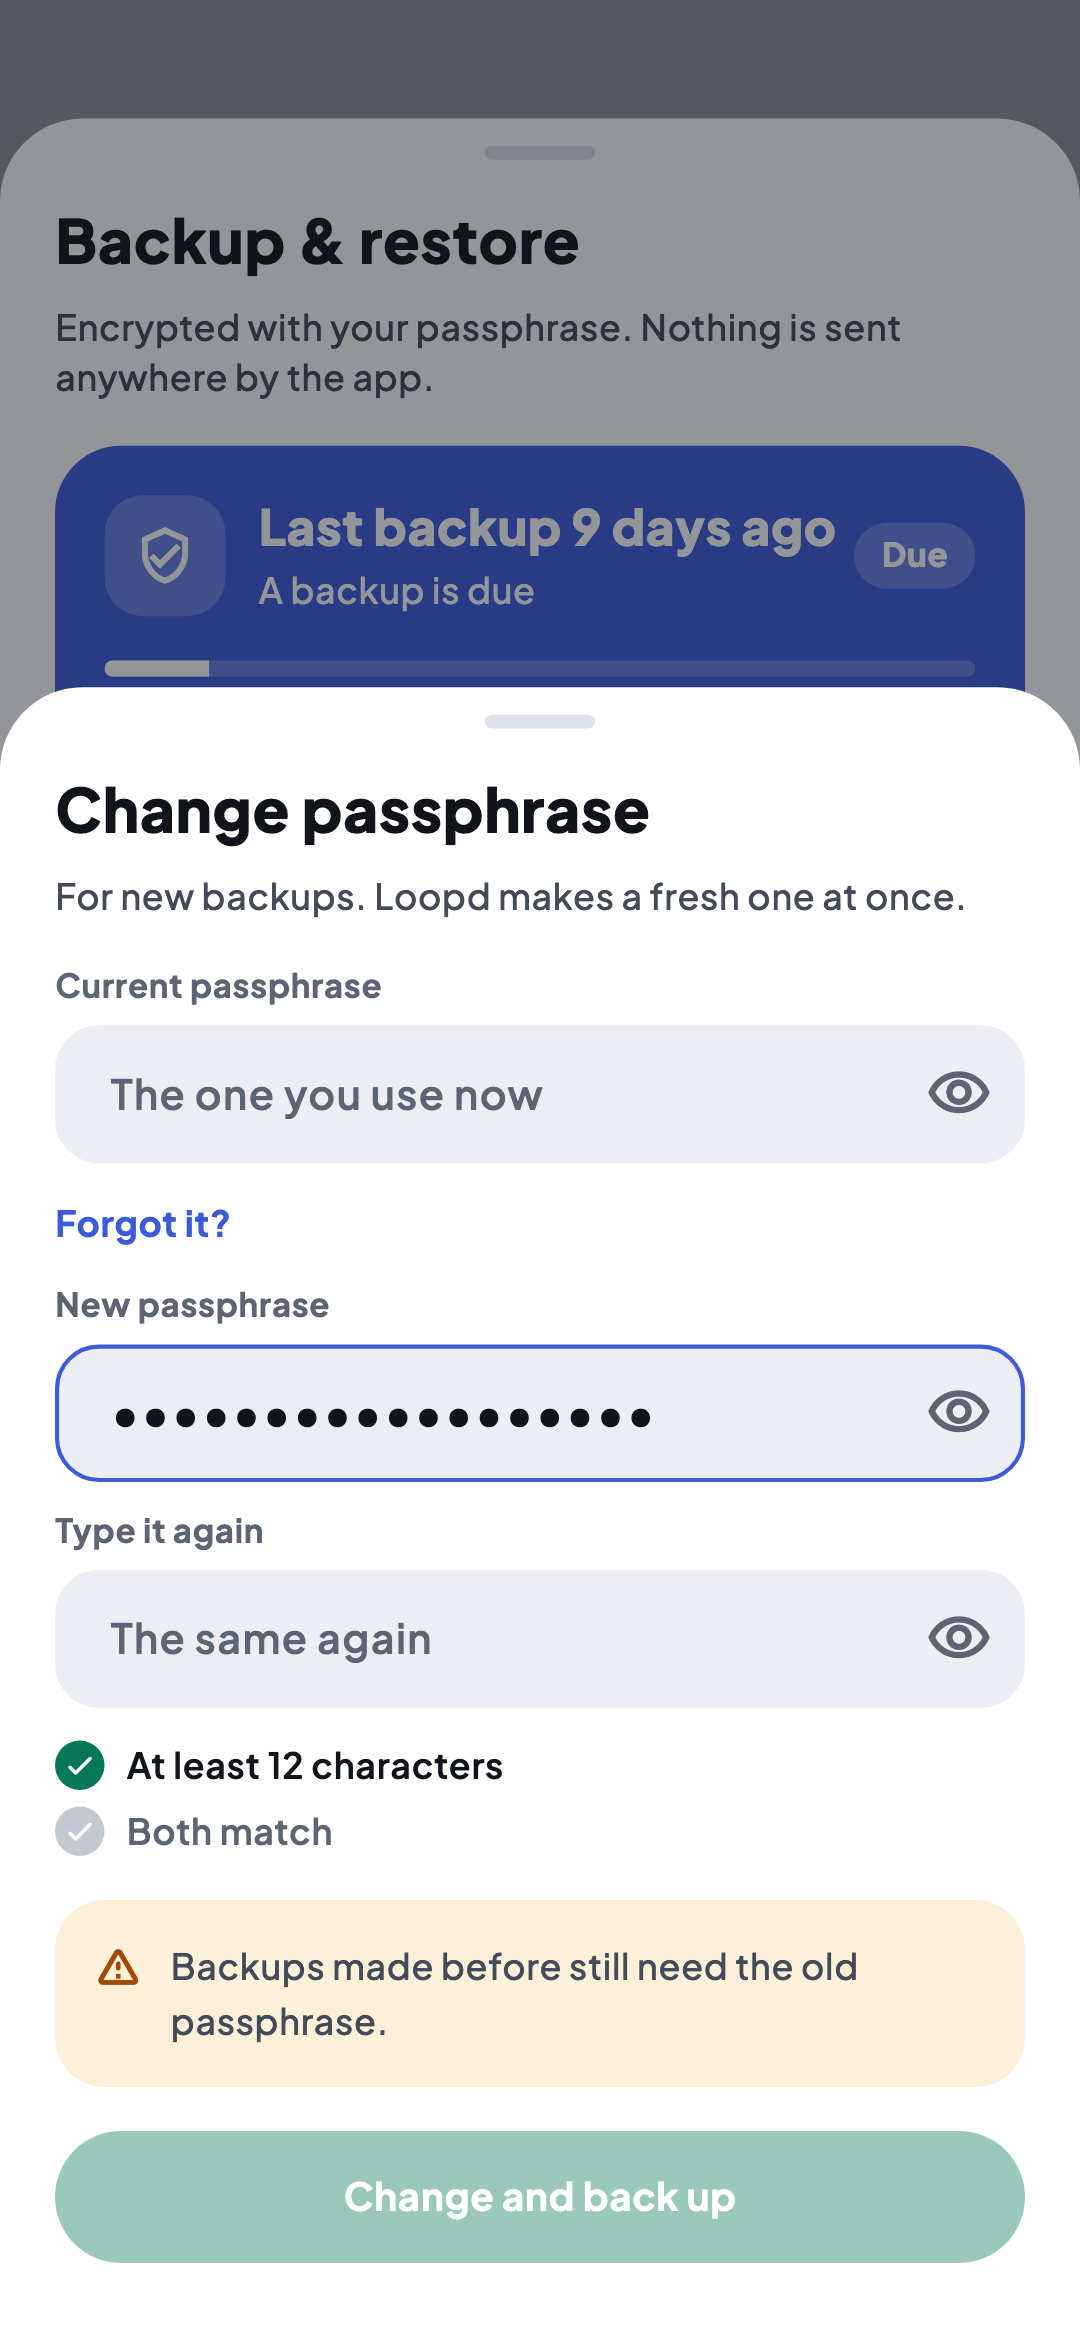 Backup & restore
Encrypted with your passphrase. Nothing is sent
anywhere by the app.
Last backup 9 days ago
Due
A backup is due
Change passphrase
For new backups. Loopd makes a fresh one at once.
Current passphrase
The one you use now
Forgot it?
New passphrase
••••••••••••••••••
Type it again
The same again
At least 12 characters
Both match
Backups made before still need the old
passphrase.
Change and back up